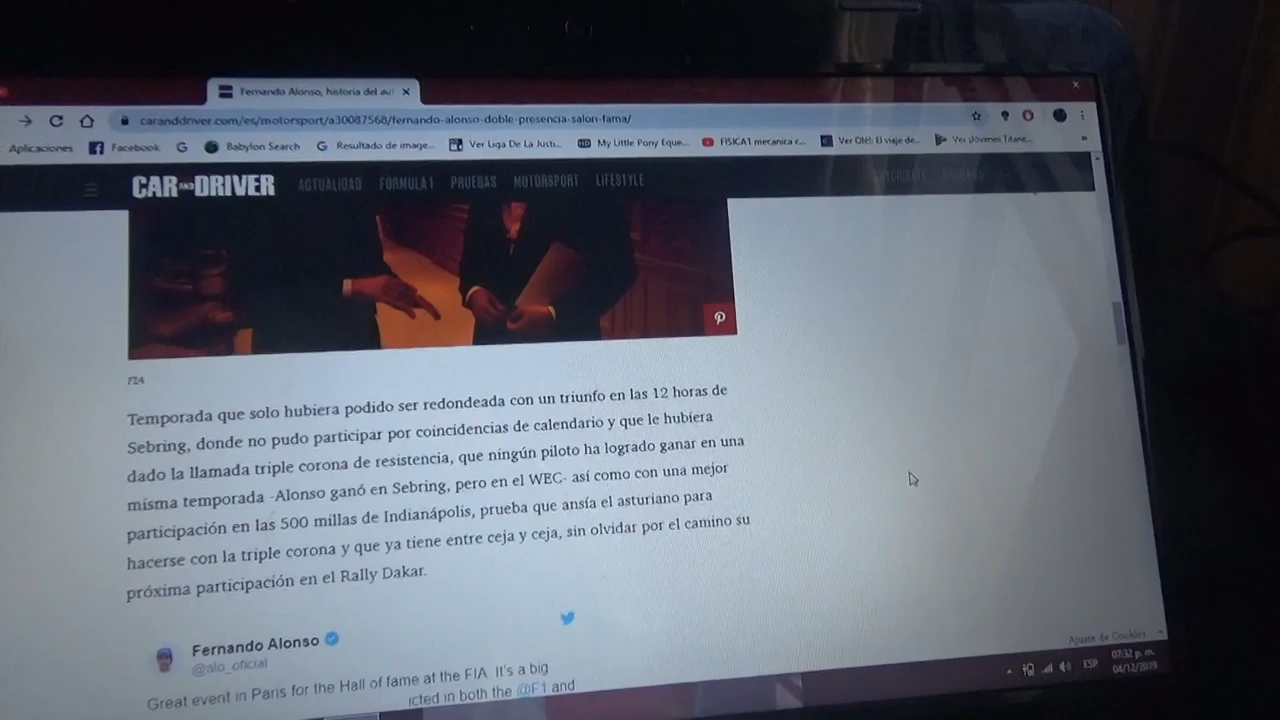 Fernando Alonso, historia del aut
caranddriver.com/es/motorsport/a30087568/fernando-alonso-doble-presencia-salon-fama/
Aplicaciones Facebook Babylon Search Resultado de image... Ver Liga De La Justi... My Little Pony Eque... FISICA1 mecanica c... Ver Olé!: El viaje de... Ver ¡Jóvenes Titane... »
CAR AND DRIVER ACTUALIDAD FÓRMULA 1 PRUEBAS MOTORSPORT LIFESTYLE
FIA
Temporada que solo hubiera podido ser redondeada con un triunfo en las 12 horas de
Sebring, donde no pudo participar por coincidencias de calendario y que le hubiera
dado la llamada triple corona de resistencia, que ningún piloto ha logrado ganar en una
misma temporada -Alonso ganó en Sebring, pero en el WEC- así como con una mejor
participación en las 500 millas de Indianápolis, prueba que ansía el asturiano para
hacerse con la triple corona y que ya tiene entre ceja y ceja, sin olvidar por el camino su
próxima participación en el Rally Dakar.
Fernando Alonso
@alo_oficial
Great event in Paris for the Hall of fame at the FIA It's a big
icted in both the @F1 and
Ajuste de Cookies
ESP 07:32 p. m.
04/12/2019